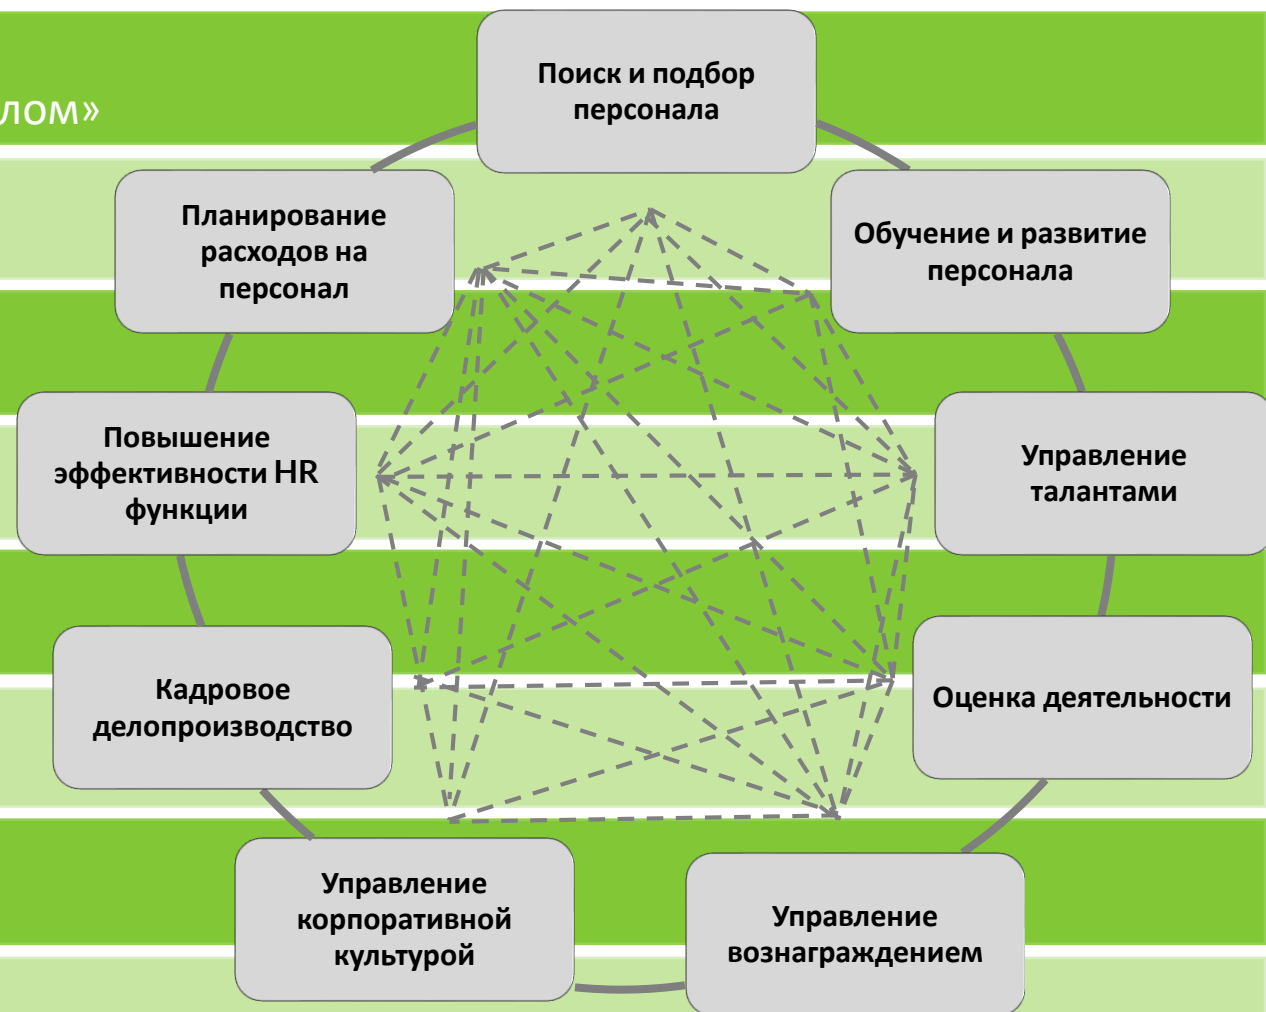 Поиск и подбор
персонала
лом»
Планирование
расходов на
персонал
Обучение и развитие
персонала
Повышение
эффективности HR
функции
Управление
талантами
Кадровое
делопроизводство
Оценка деятельности
Управление
корпоративной
культурой
Управление
вознаграждением